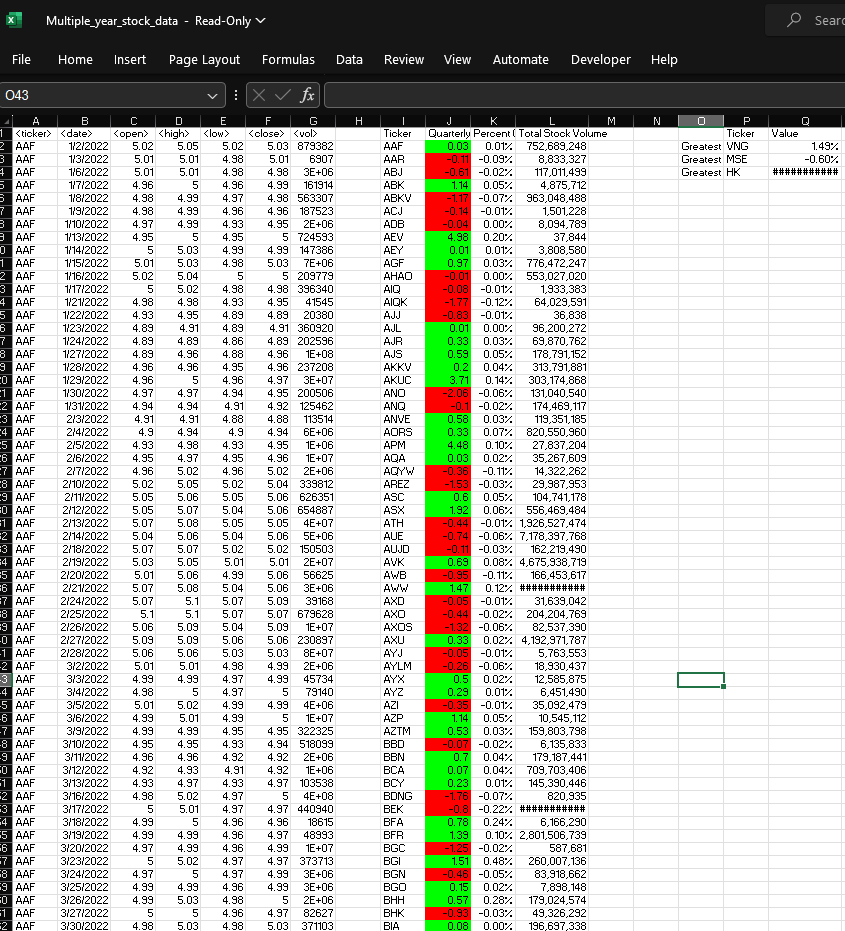 Multiple_year_stock_data - Read-Only
Sear
File Home Insert Page Layout Formulas Data Review View Automate Developer Help
O43 fx
A B C D E F G H I J K L M N O P Q
<ticker> <date> <open> <high> <low> <close> <vol> Ticker Quarterly Percent Total Stock Volume Ticker Value
AAF 1/2/2022 5.02 5.05 5.02 5.03 879382 AAF 0.03 0.01% 752,689,248 Greatest VNG 1.49%
AAF 1/3/2022 5.01 5.01 4.98 5.01 6907 AAR -0.11 -0.09% 8,833,327 Greatest MSE -0.60%
AAF 1/6/2022 5.01 5.01 4.98 4.98 3E+06 ABJ -0.61 -0.02% 117,011,499 Greatest HK ###########
AAF 1/7/2022 4.96 5 4.96 4.99 161914 ABK 1.14 0.05% 4,875,712
AAF 1/8/2022 4.98 4.99 4.97 4.98 563307 ABKV -1.17 -0.07% 963,048,488
AAF 1/9/2022 4.98 4.99 4.96 4.96 187523 ACJ -0.14 -0.01% 1,501,228
AAF 1/10/2022 4.97 4.99 4.93 4.95 2E+06 ADB -0.04 0.00% 8,094,789
AAF 1/13/2022 4.95 5 4.95 5 724593 AEV 4.98 0.20% 37,844
AAF 1/14/2022 5 5.03 4.99 4.99 147386 AEY 0.01 0.01% 3,808,580
AAF 1/15/2022 5.01 5.03 4.98 5.03 7E+06 AGF 0.97 0.03% 776,472,247
AAF 1/16/2022 5.02 5.04 5 5 209779 AHAO -0.01 0.00% 553,027,020
AAF 1/17/2022 5 5.02 4.98 4.98 396340 AIQ -0.08 -0.01% 1,933,383
AAF 1/21/2022 4.98 4.98 4.93 4.95 41545 AIQK -1.77 -0.12% 64,029,591
AAF 1/22/2022 4.93 4.95 4.89 4.89 20380 AJJ -0.83 -0.01% 36,838
AAF 1/23/2022 4.89 4.91 4.89 4.91 360920 AJL 0.01 0.00% 96,200,272
AAF 1/24/2022 4.89 4.89 4.86 4.89 202596 AJR 0.33 0.03% 69,870,762
AAF 1/27/2022 4.89 4.96 4.88 4.96 1E+08 AJS 0.59 0.05% 178,791,152
AAF 1/28/2022 4.96 4.96 4.95 4.96 237208 AKKV 0.2 0.04% 313,791,881
AAF 1/29/2022 4.96 5 4.96 4.97 3E+07 AKUC 3.71 0.14% 303,174,868
AAF 1/30/2022 4.97 4.97 4.94 4.95 200506 ANO -2.06 -0.06% 131,040,540
AAF 1/31/2022 4.94 4.94 4.91 4.92 125462 ANQ -0.1 -0.02% 174,469,117
AAF 2/3/2022 4.91 4.91 4.88 4.88 113514 ANVE 0.58 0.03% 119,351,185
AAF 2/4/2022 4.9 4.94 4.9 4.94 6E+06 AORS 0.33 0.07% 820,550,960
AAF 2/5/2022 4.93 4.98 4.93 4.95 1E+06 APM 4.48 0.10% 27,837,204
AAF 2/6/2022 4.95 4.97 4.95 4.96 1E+07 AQA 0.03 0.02% 35,267,609
AAF 2/7/2022 4.96 5.02 4.96 5.02 2E+06 AQYW -0.36 -0.11% 14,322,262
AAF 2/10/2022 5.02 5.05 5.02 5.04 339812 AREZ -1.53 -0.03% 29,987,953
AAF 2/11/2022 5.05 5.06 5.05 5.06 626351 ASC 0.6 0.05% 104,741,178
AAF 2/12/2022 5.05 5.07 5.04 5.06 654887 ASX 1.92 0.06% 556,469,484
AAF 2/13/2022 5.07 5.08 5.05 5.05 4E+07 ATH -0.44 -0.01% 1,926,527,474
AAF 2/14/2022 5.04 5.06 5.04 5.06 5E+06 AUE -0.74 -0.06% 7,178,397,768
AAF 2/18/2022 5.07 5.07 5.02 5.02 150503 AUJD -0.11 -0.03% 162,219,490
AAF 2/19/2022 5.03 5.05 5.01 5.01 2E+07 AVK 0.69 0.08% 4,675,938,719
AAF 2/20/2022 5.01 5.06 4.99 5.06 56625 AWB -0.95 -0.11% 166,453,617
AAF 2/21/2022 5.07 5.08 5.04 5.06 3E+06 AWW 1.47 0.12% ###########
AAF 2/24/2022 5.07 5.1 5.07 5.09 39168 AXD -0.05 -0.01% 31,639,042
AAF 2/25/2022 5.1 5.1 5.07 5.07 679628 AXO -0.44 -0.02% 204,204,769
AAF 2/26/2022 5.06 5.09 5.04 5.09 1E+07 AXOS -1.32 -0.06% 82,537,390
AAF 2/27/2022 5.09 5.09 5.06 5.06 230897 AXU 0.33 0.02% 4,192,971,787
AAF 2/28/2022 5.06 5.06 5.03 5.03 8E+07 AYJ -0.05 -0.01% 5,763,553
AAF 3/2/2022 5.01 5.01 4.98 4.99 2E+06 AYLM -0.26 -0.06% 18,930,437
AAF 3/3/2022 4.99 4.99 4.97 4.99 45734 AYX 0.5 0.02% 12,585,875
AAF 3/4/2022 4.98 5 4.97 5 79140 AYZ 0.29 0.01% 6,451,490
AAF 3/5/2022 5.01 5.02 4.99 4.99 4E+06 AZI -0.35 -0.01% 35,092,479
AAF 3/6/2022 4.99 5.01 4.99 5 1E+07 AZP 1.14 0.05% 10,545,112
AAF 3/9/2022 4.99 4.99 4.95 4.95 322325 AZTM 0.53 0.03% 159,803,798
AAF 3/10/2022 4.95 4.95 4.93 4.94 518099 BBD -0.07 -0.02% 6,135,833
AAF 3/11/2022 4.96 4.96 4.92 4.92 2E+06 BBN 0.7 0.04% 179,187,441
AAF 3/12/2022 4.92 4.93 4.91 4.92 1E+06 BCA 0.07 0.04% 709,703,406
AAF 3/13/2022 4.93 4.97 4.93 4.97 103538 BCY 0.23 0.01% 145,390,446
AAF 3/16/2022 4.98 5.02 4.97 5 4E+08 BDNG -1.76 -0.07% 820,935
AAF 3/17/2022 5 5.01 4.97 4.97 440940 BEK -0.8 -0.22% ###########
AAF 3/18/2022 4.99 5 4.96 4.96 18615 BFA 0.78 0.24% 6,166,290
AAF 3/19/2022 4.99 4.99 4.96 4.97 48993 BFR 1.39 0.10% 2,801,506,739
AAF 3/20/2022 4.97 4.99 4.96 4.99 1E+07 BGC -1.25 -0.02% 587,681
AAF 3/23/2022 5 5.02 4.97 4.97 373713 BGI 1.51 0.48% 260,007,136
AAF 3/24/2022 4.97 5 4.97 4.99 3E+06 BGN -0.46 -0.05% 83,918,662
AAF 3/25/2022 4.99 4.99 4.96 4.99 3E+06 BGO 0.15 0.02% 7,898,148
AAF 3/26/2022 4.99 5.03 4.98 5 2E+06 BHH 0.57 0.28% 179,024,574
AAF 3/27/2022 5 5 4.96 4.97 82627 BHK -0.93 -0.03% 49,326,292
AAF 3/30/2022 4.98 5.03 4.98 5.03 371103 BIA 0.08 0.00% 196,697,338